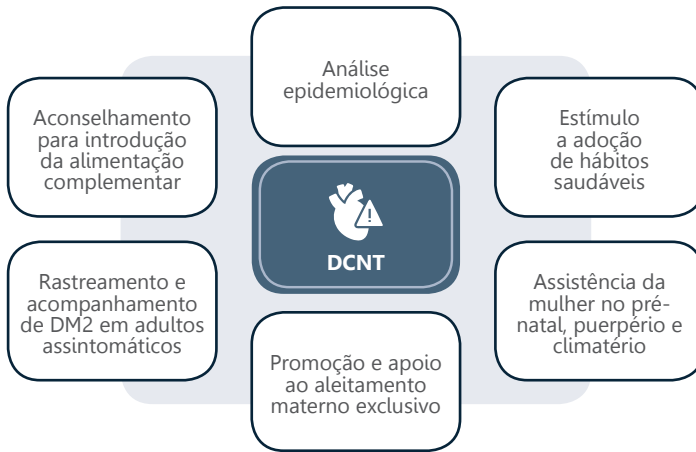 Análise
epidemiológica
Aconselhamento
para introdução
da alimentação
complementar
Estímulo
a adoção
de hábitos
saudáveis
DCNT
Rastreamento e
acompanhamento
de DM2 em adultos
assintomáticos
Assistência da
mulher no pré-
natal, puerpério e
climatério
Promoção e apoio
ao aleitamento
materno exclusivo